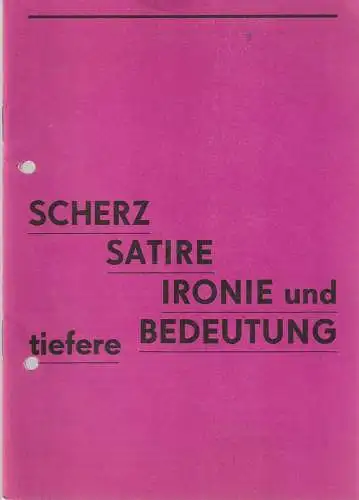 SCHERZ
SATIRE
IRONIE und
tiefere BEDEUTUNG